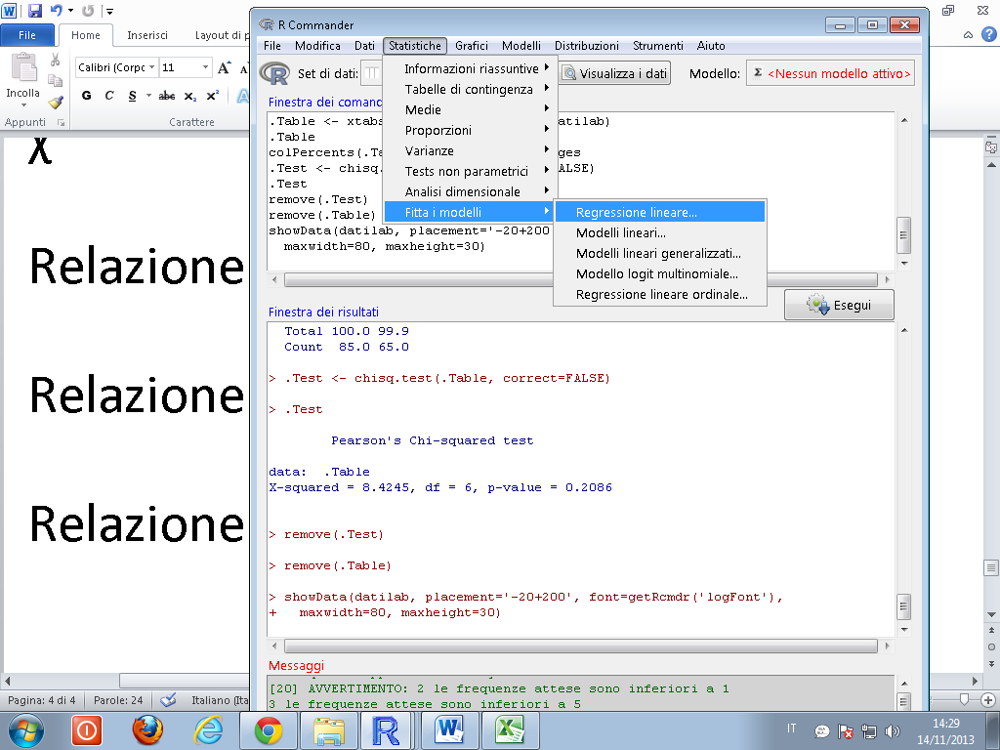 File
Home
Inserisci
Layout di p
Incolla
Appunti
Calibri (Corpc
11
G C S abc X₂ X²
Carattere
X
Relazione
Relazione
Relazione
Pagina: 4 di 4
Parole: 24
Italiano (Ita
R Commander
File Modifica Dati Statistiche Grafici Modelli Distribuzioni Strumenti Aiuto
Set di dati:
Visualizza i dati
Modello:
Σ <Nessun modello attivo>
Informazioni riassuntive
Tabelle di contingenza
Medie
Proporzioni
Varianze
Tests non parametrici
Analisi dimensionale
Fitta i modelli
Regressione lineare...
Modelli lineari...
Modelli lineari generalizzati...
Modello logit multinomiale...
Regressione lineare ordinale...
Finestra dei comand
.Table <- xtabs atilab)
.Table
colPercents(.Ta ges
.Test <- chisq. ALSE)
.Test
remove(.Test)
remove(.Table)
showData(datilab, placement='-20+200
maxwidth=80, maxheight=30)
Esegui
Finestra dei risultati
Total 100.0 99.9
Count 85.0 65.0
> .Test <- chisq.test(.Table, correct=FALSE)
> .Test
Pearson's Chi-squared test
data: .Table
X-squared = 8.4245, df = 6, p-value = 0.2086
> remove(.Test)
> remove(.Table)
> showData(datilab, placement='-20+200', font=getRcmdr('logFont'),
+ maxwidth=80, maxheight=30)
Messaggi
[20] AVVERTIMENTO: 2 le frequenze attese sono inferiori a 1
3 le frequenze attese sono inferiori a 5
IT
14:29
14/11/2013